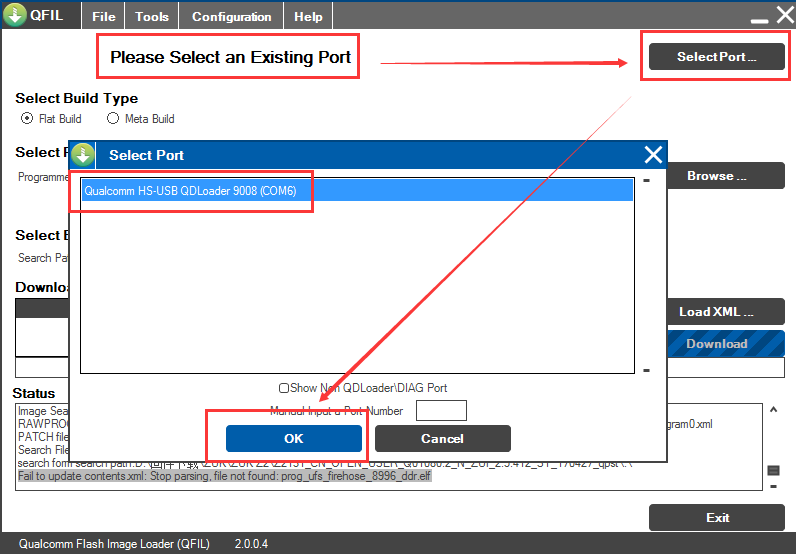 QFIL
File
Tools
Configuration
Help
Please Select an Existing Port
Select Port ...
Select Build Type
Flat Build
Meta Build
Select
Select Port
Programme
Qualcomm HS-USB QDLoader 9008 (COM6)
Browse ...
Select
Search Pat
Downloa
Load XML ...
Download
Show Non QDLoader\DIAG Port
Manual Input a Port Number
Status
Image Sea
RAWPROG
gram0.xml
PATCH file
OK
Cancel
Search File
search form search path:D:\
Fail to update contents.xml: Stop parsing, file not found: prog_ufs_firehose_8996_ddr.elf
Exit
Qualcomm Flash Image Loader (QFIL) 2.0.0.4